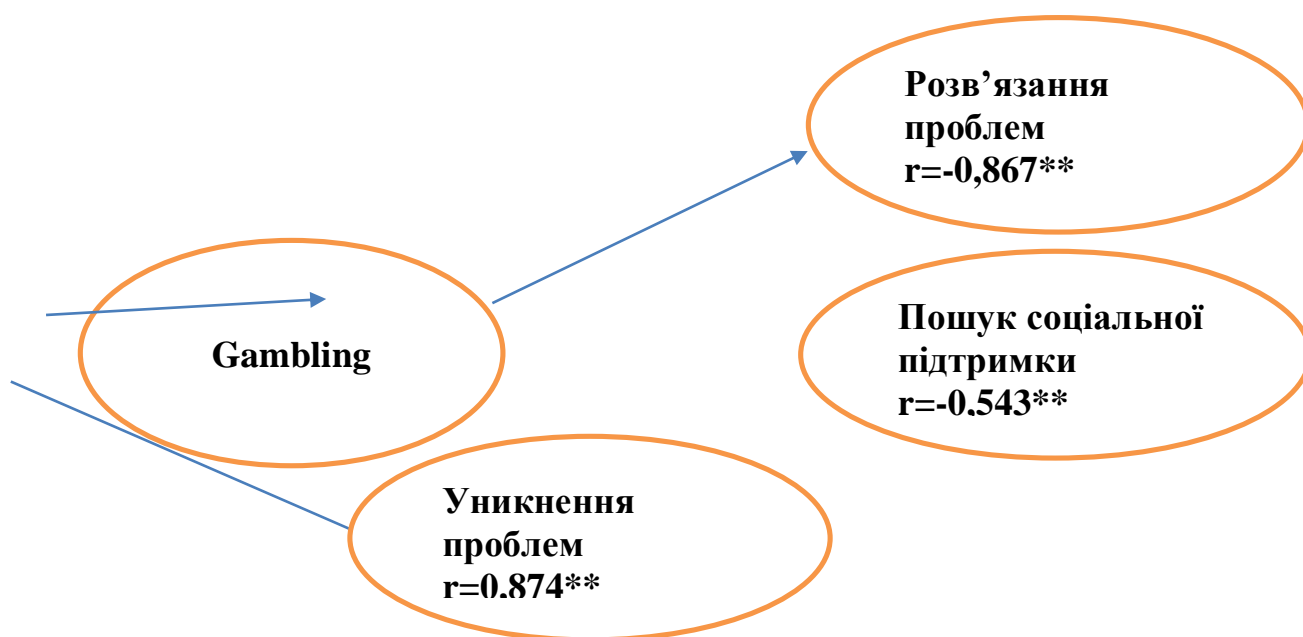 Розв’язання
проблем
r=-0,867**
Gambling
Пошук соціальної
підтримки
r=-0,543**
Уникнення
проблем
r=0,874**